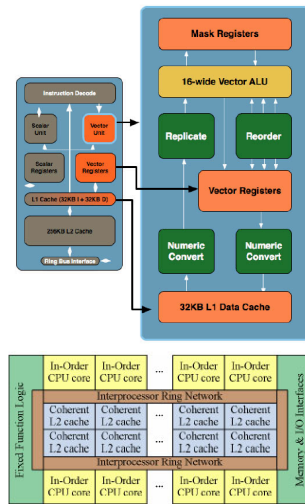 Instruction Decode
Scalar
Unit
Vector
Unit
Scalar
Registers
Vector
Registers
L1 Cache (32KB I + 32KB D)
256KB L2 Cache
Ring Bus Interface
Mask Registers
16-wide Vector ALU
Replicate
Reorder
Vector Registers
Numeric
Convert
Numeric
Convert
32KB L1 Data Cache
Fixed Function Logic
In-Order
CPU core
In-Order
CPU core
...
In-Order
CPU core
In-Order
CPU core
Interprocessor Ring Network
Coherent
L2 cache
Coherent
L2 cache
...
Coherent
L2 cache
Coherent
L2 cache
Coherent
L2 cache
Coherent
L2 cache
...
Coherent
L2 cache
Coherent
L2 cache
Interprocessor Ring Network
In-Order
CPU core
In-Order
CPU core
...
In-Order
CPU core
In-Order
CPU core
Memory & I/O Interfaces